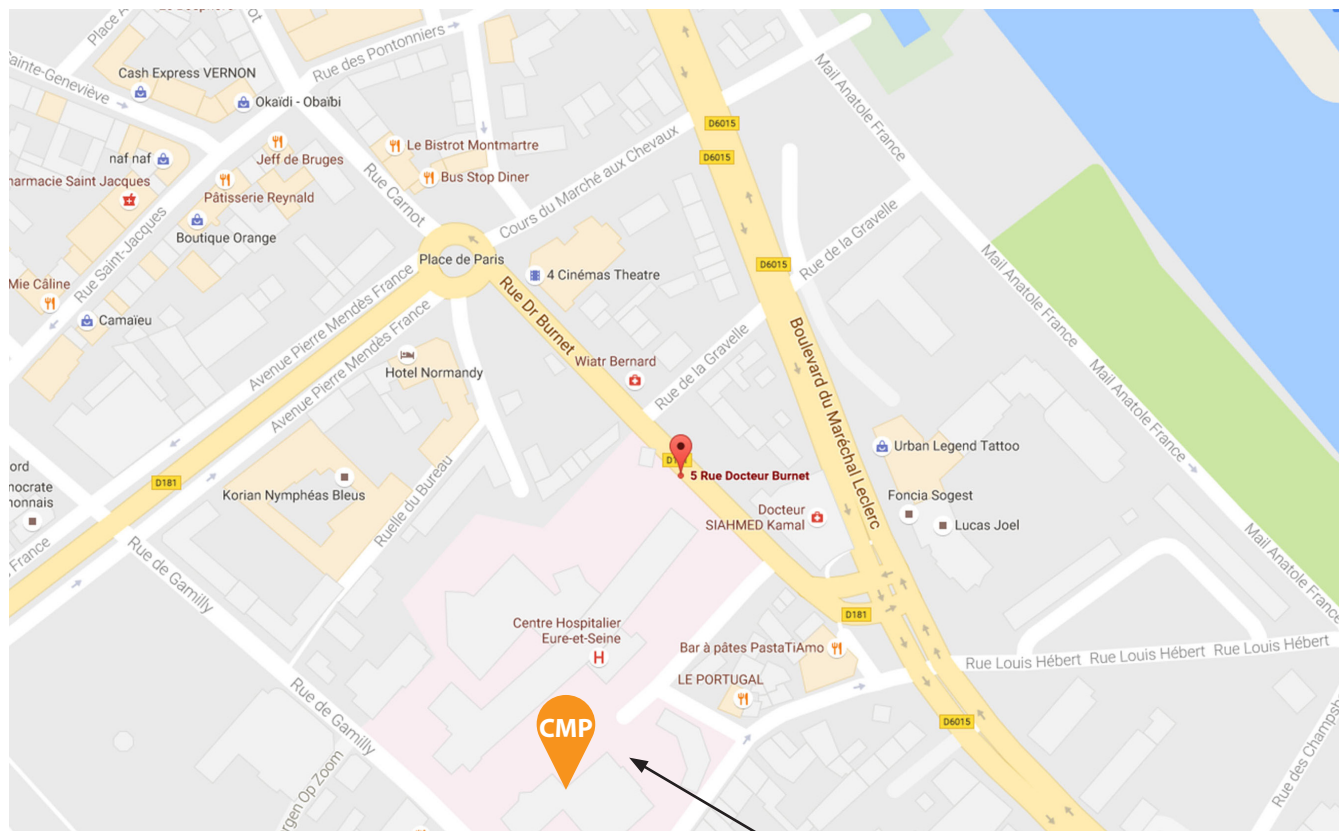 Place A
Rue des Pontonniers
Sainte-Geneviève
Cash Express VERNON
Okaïdi - Obaïbi
Mail Anatole France
D6015
naf naf
Jeff de Bruges
Le Bistrot Montmartre
D6015
Bus Stop Diner
Cours du Marché aux Chevaux
harmacie Saint Jacques
Pâtisserie Reynald
Rue Carnot
Boutique Orange
Rue de la Gravelle
Rue Saint-Jacques
Place de Paris
D6015
Mie Câline
4 Cinémas Theatre
Mail Anatole France
Camaïeu
Avenue Pierre Mendès France
Rue Dr Burnet
Avenue Pierre Mendès France
Hotel Normandy
Wiatr Bernard
Rue de la Gravelle
Boulevard du Maréchal Leclerc
Mail Anatole France
Urban Legend Tattoo
ord
nocrate
nonnais
D181
Korian Nymphéas Bleus
Ruelle du Bureau
5 Rue Docteur Burnet
Foncia Sogest
Docteur
SIAHMED Kamal
Lucas Joel
France
Rue de Gamilly
Mail Anatole France
D181
Centre Hospitalier
Eure-et-Seine
H
Bar à pâtes PastaTiAmo
Rue Louis Hébert
Rue Louis Hébert
Rue Louis Hébert
LE PORTUGAL
Rue de Gamilly
CMP
D6015
Rue des Champsb
ergen Op Zoom